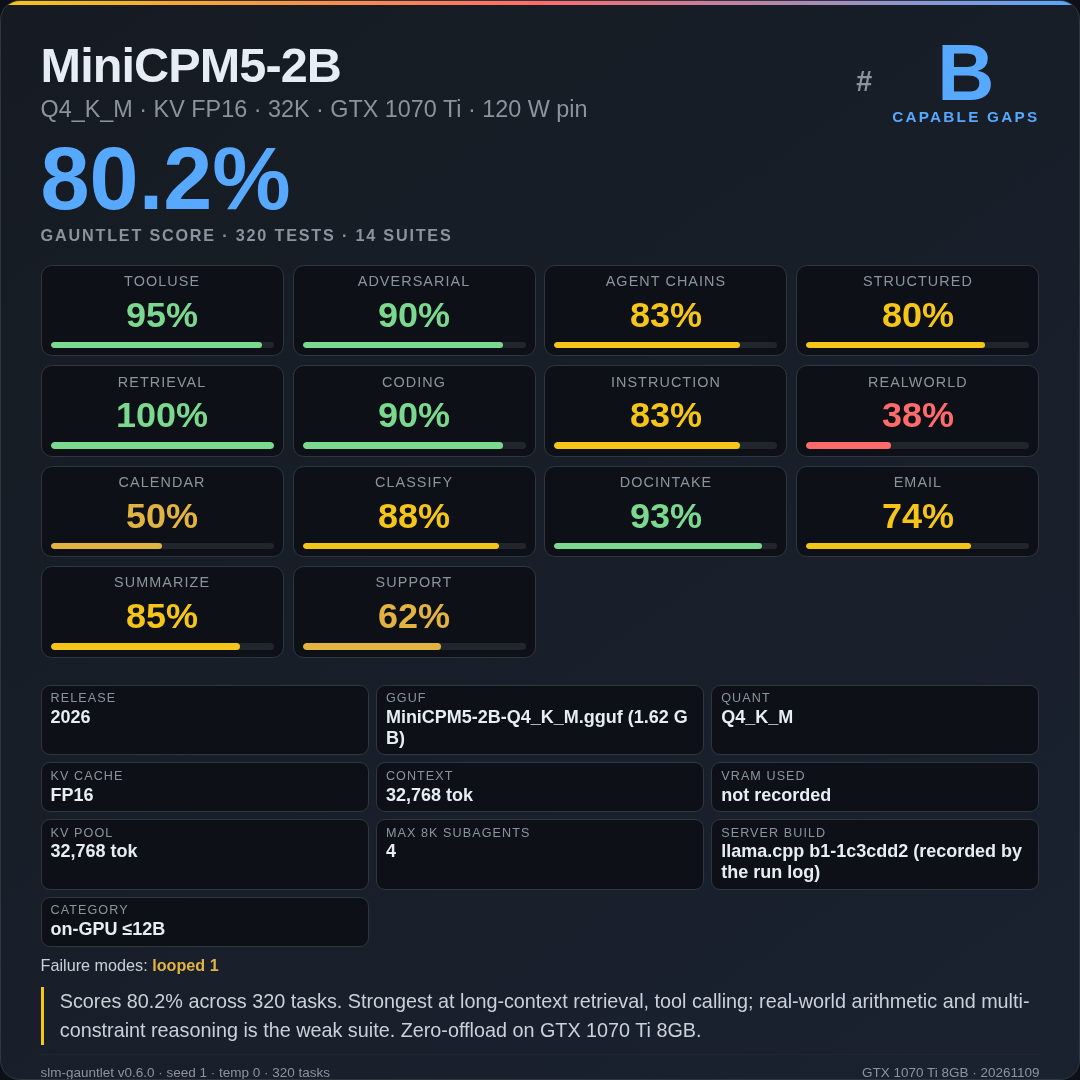 MiniCPM5-2B
# B
Q4_K_M · KV FP16 · 32K · GTX 1070 Ti · 120 W pin
CAPABLE GAPS
80.2%
GAUNTLET SCORE · 320 TESTS · 14 SUITES
TOOLUSE
95%
ADVERSARIAL
90%
AGENT CHAINS
83%
STRUCTURED
80%
RETRIEVAL
100%
CODING
90%
INSTRUCTION
83%
REALWORLD
38%
CALENDAR
50%
CLASSIFY
88%
DOCINTAKE
93%
EMAIL
74%
SUMMARIZE
85%
SUPPORT
62%
RELEASE
2026
GGUF
MiniCPM5-2B-Q4_K_M.gguf (1.62 G
B)
QUANT
Q4_K_M
KV CACHE
FP16
CONTEXT
32,768 tok
VRAM USED
not recorded
KV POOL
32,768 tok
MAX 8K SUBAGENTS
4
SERVER BUILD
llama.cpp b1-1c3cdd2 (recorded by
the run log)
CATEGORY
on-GPU ≤12B
Failure modes: looped 1
Scores 80.2% across 320 tasks. Strongest at long-context retrieval, tool calling; real-world arithmetic and multi-
constraint reasoning is the weak suite. Zero-offload on GTX 1070 Ti 8GB.
slm-gauntlet v0.6.0 · seed 1 · temp 0 · 320 tasks
GTX 1070 Ti 8GB · 20261109